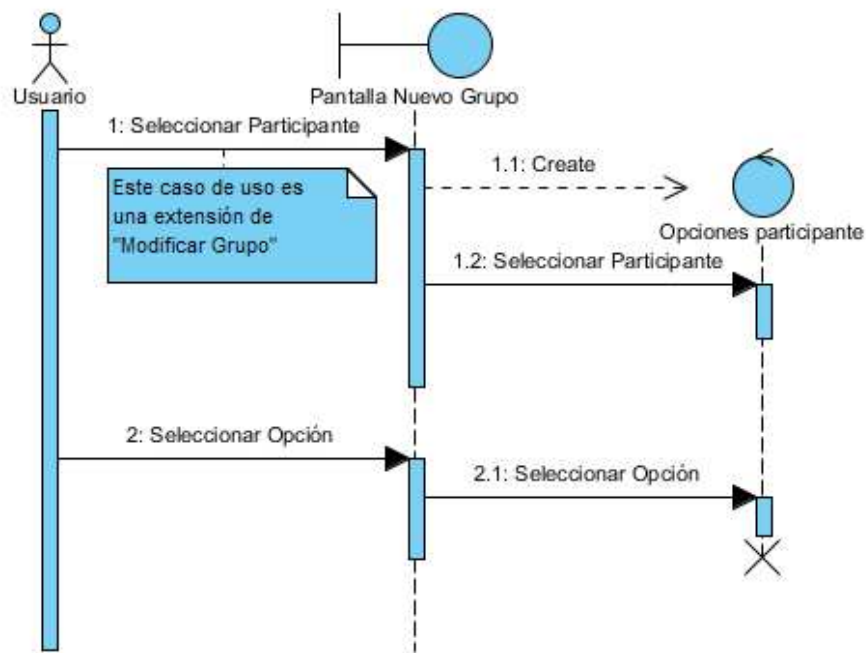 Usuario
Pantalla Nuevo Grupo
1: Seleccionar Participante
1.1: Create
Este caso de uso es
una extensión de
"Modificar Grupo"
Opciones participante
1.2: Seleccionar Participante
2: Seleccionar Opción
2.1: Seleccionar Opción